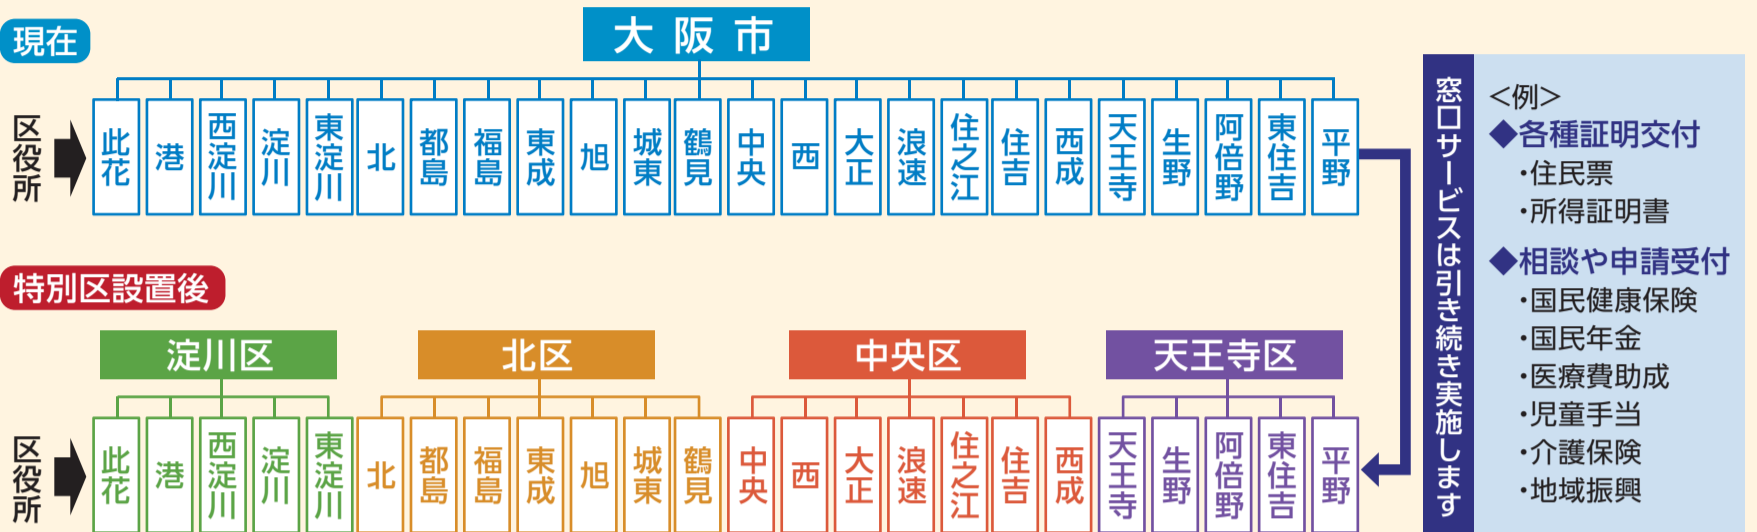 現在
大阪市
区役所
此花
港
西淀川
淀川
東淀川
北
都島
福島
東成
旭
城東
鶴見
中央
西
大正
浪速
住之江
住吉
西成
天王寺
生野
阿倍野
東住吉
平野
特別区設置後
淀川区
北区
中央区
天王寺区
区役所
此花
港
西淀川
淀川
東淀川
北
都島
福島
東成
旭
城東
鶴見
中央
西
大正
浪速
住之江
住吉
西成
天王寺
生野
阿倍野
東住吉
平野
窓口サービスは引き続き実施します
＜例＞
◆各種証明交付
・住民票
・所得証明書
◆相談や申請受付
・国民健康保険
・国民年金
・医療費助成
・児童手当
・介護保険
・地域振興